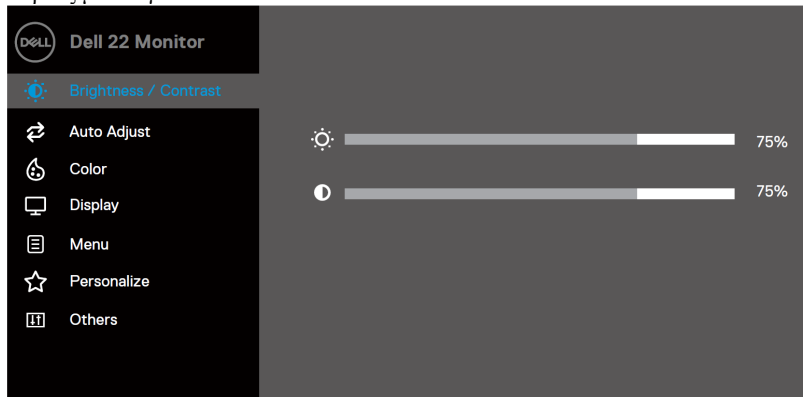 DELL
Dell 22 Monitor
Brightness / Contrast
Auto Adjust
75%
Color
Display
75%
Menu
Personalize
Others